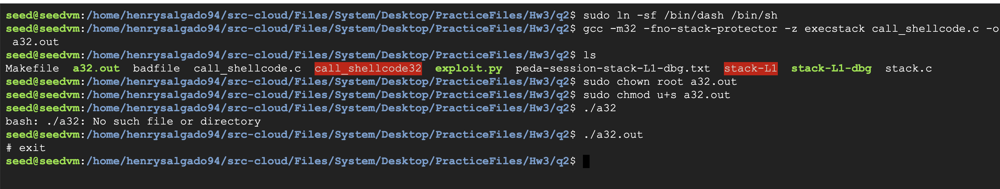 seed@seedvm:/home/henrysalgado94/src-cloud/Files/System/Desktop/PracticeFiles/Hw3/q2$ sudo ln -sf /bin/dash /bin/sh
seed@seedvm:/home/henrysalgado94/src-cloud/Files/System/Desktop/PracticeFiles/Hw3/q2$ gcc -m32 -fno-stack-protector -z execstack call_shellcode.c -o
 a32.out
seed@seedvm:/home/henrysalgado94/src-cloud/Files/System/Desktop/PracticeFiles/Hw3/q2$ ls
Makefile  a32.out  badfile  call_shellcode.c  call_shellcode32  exploit.py  peda-session-stack-L1-dbg.txt  stack-L1  stack-L1-dbg  stack.c
seed@seedvm:/home/henrysalgado94/src-cloud/Files/System/Desktop/PracticeFiles/Hw3/q2$ sudo chown root a32.out
seed@seedvm:/home/henrysalgado94/src-cloud/Files/System/Desktop/PracticeFiles/Hw3/q2$ sudo chmod u+s a32.out
seed@seedvm:/home/henrysalgado94/src-cloud/Files/System/Desktop/PracticeFiles/Hw3/q2$ ./a32
bash: ./a32: No such file or directory
seed@seedvm:/home/henrysalgado94/src-cloud/Files/System/Desktop/PracticeFiles/Hw3/q2$ ./a32.out
# exit
seed@seedvm:/home/henrysalgado94/src-cloud/Files/System/Desktop/PracticeFiles/Hw3/q2$